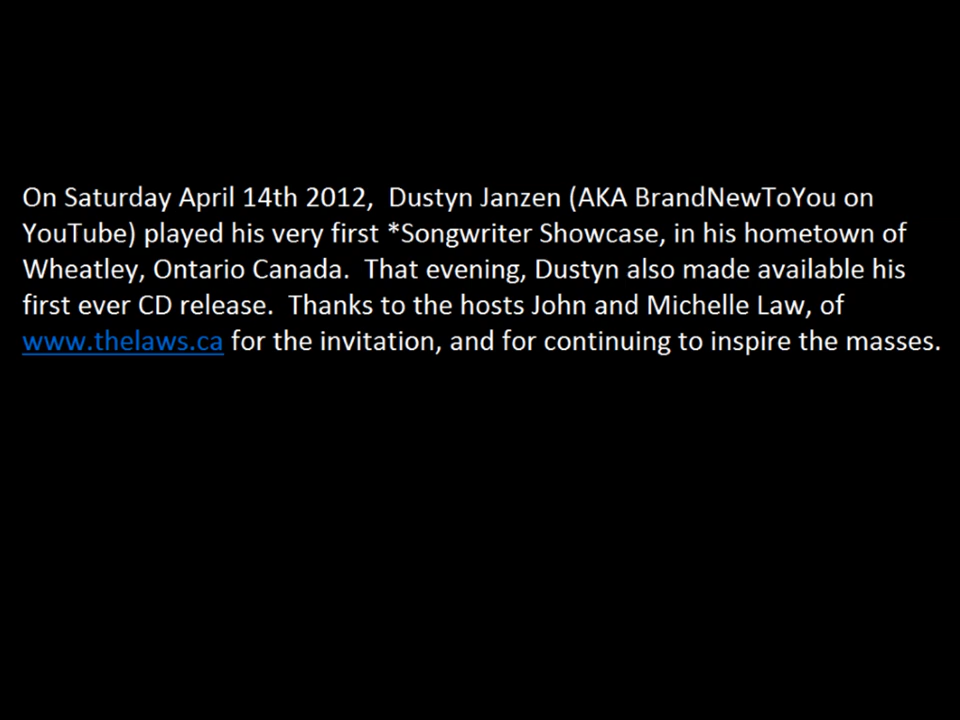 On Saturday April 14th 2012,  Dustyn Janzen (AKA BrandNewToYou on
YouTube) played his very first *Songwriter Showcase, in his hometown of
Wheatley, Ontario Canada.  That evening, Dustyn also made available his
first ever CD release.  Thanks to the hosts John and Michelle Law, of
www.thelaws.ca for the invitation, and for continuing to inspire the masses.